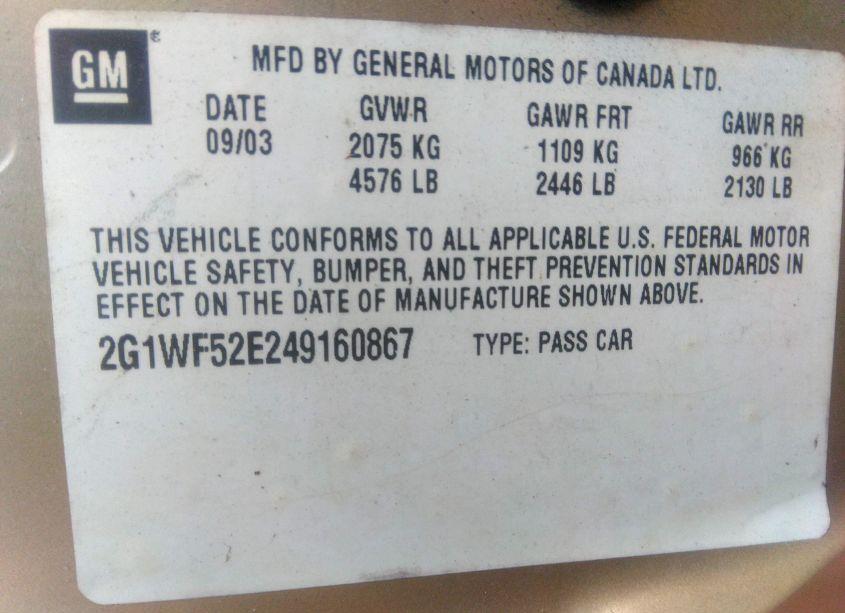 GM
MFD BY GENERAL MOTORS OF CANADA LTD.
DATE GVWR GAWR FRT GAWR RR
09/03 2075 KG 1109 KG 966 KG
4576 LB 2446 LB 2130 LB
THIS VEHICLE CONFORMS TO ALL APPLICABLE U.S. FEDERAL MOTOR
VEHICLE SAFETY, BUMPER, AND THEFT PREVENTION STANDARDS IN
EFFECT ON THE DATE OF MANUFACTURE SHOWN ABOVE.
2G1WF52E249160867 TYPE: PASS CAR